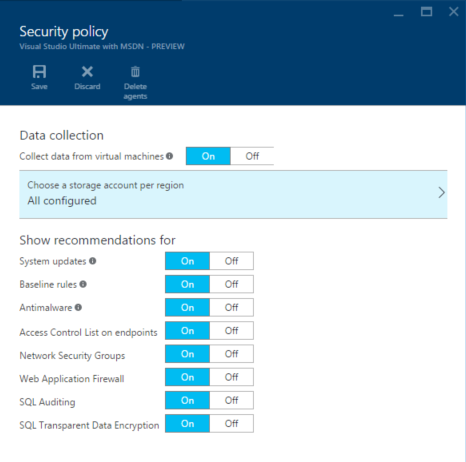 Security policy
Visual Studio Ultimate with MSDN - PREVIEW
Save Discard Delete agents
Data collection
Collect data from virtual machines On Off
Choose a storage account per region
All configured
Show recommendations for
System updates On Off
Baseline rules On Off
Antimalware On Off
Access Control List on endpoints On Off
Network Security Groups On Off
Web Application Firewall On Off
SQL Auditing On Off
SQL Transparent Data Encryption On Off